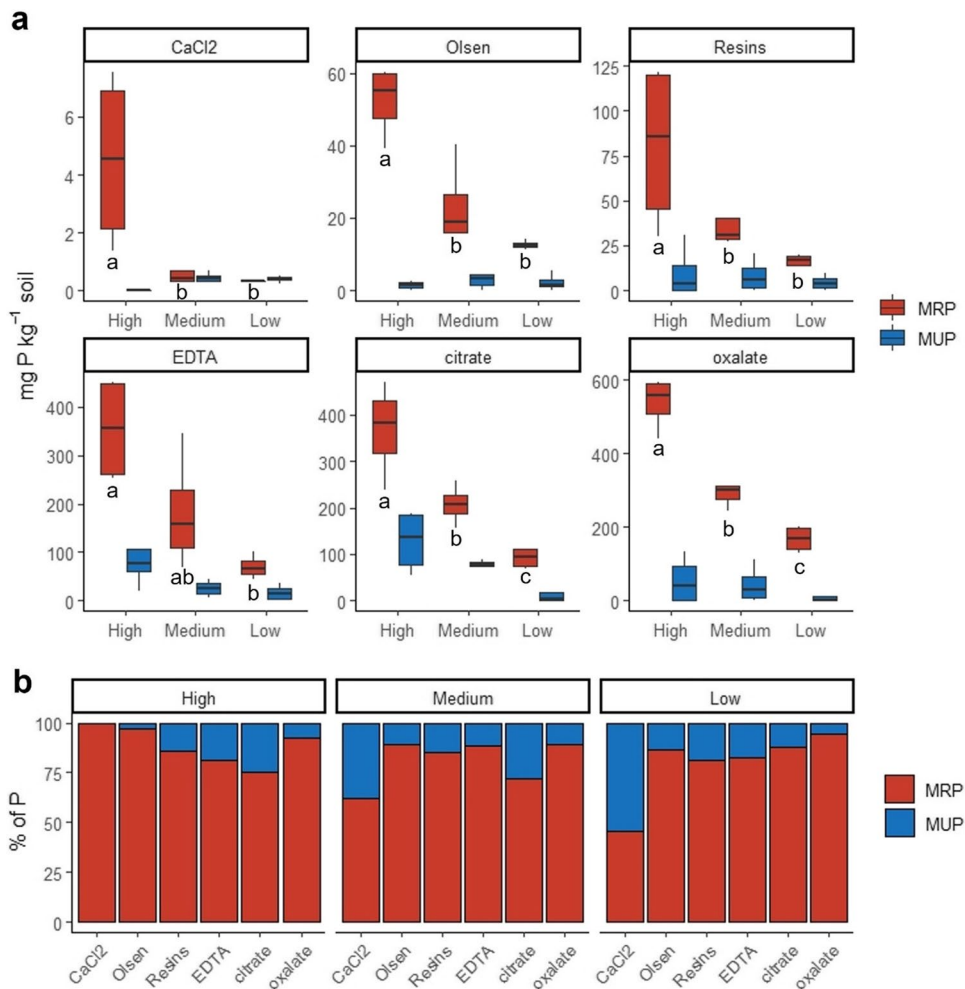 a
CaCl2 Olsen Resins
6 4 2 0
60 40 20 0
125 100 75 50 25 0
a b b
a b b
a b b
High Medium Low High Medium Low High Medium Low
MRP
MUP
mg P kg⁻¹ soil
EDTA citrate oxalate
400 300 200 100 0
400 300 200 100 0
600 400 200 0
a ab b
a b c
a b c
High Medium Low High Medium Low High Medium Low
b
High Medium Low
% of P
100 75 50 25 0
MRP
MUP
CaCl2 Olsen Resins EDTA citrate oxalate CaCl2 Olsen Resins EDTA citrate oxalate CaCl2 Olsen Resins EDTA citrate oxalate